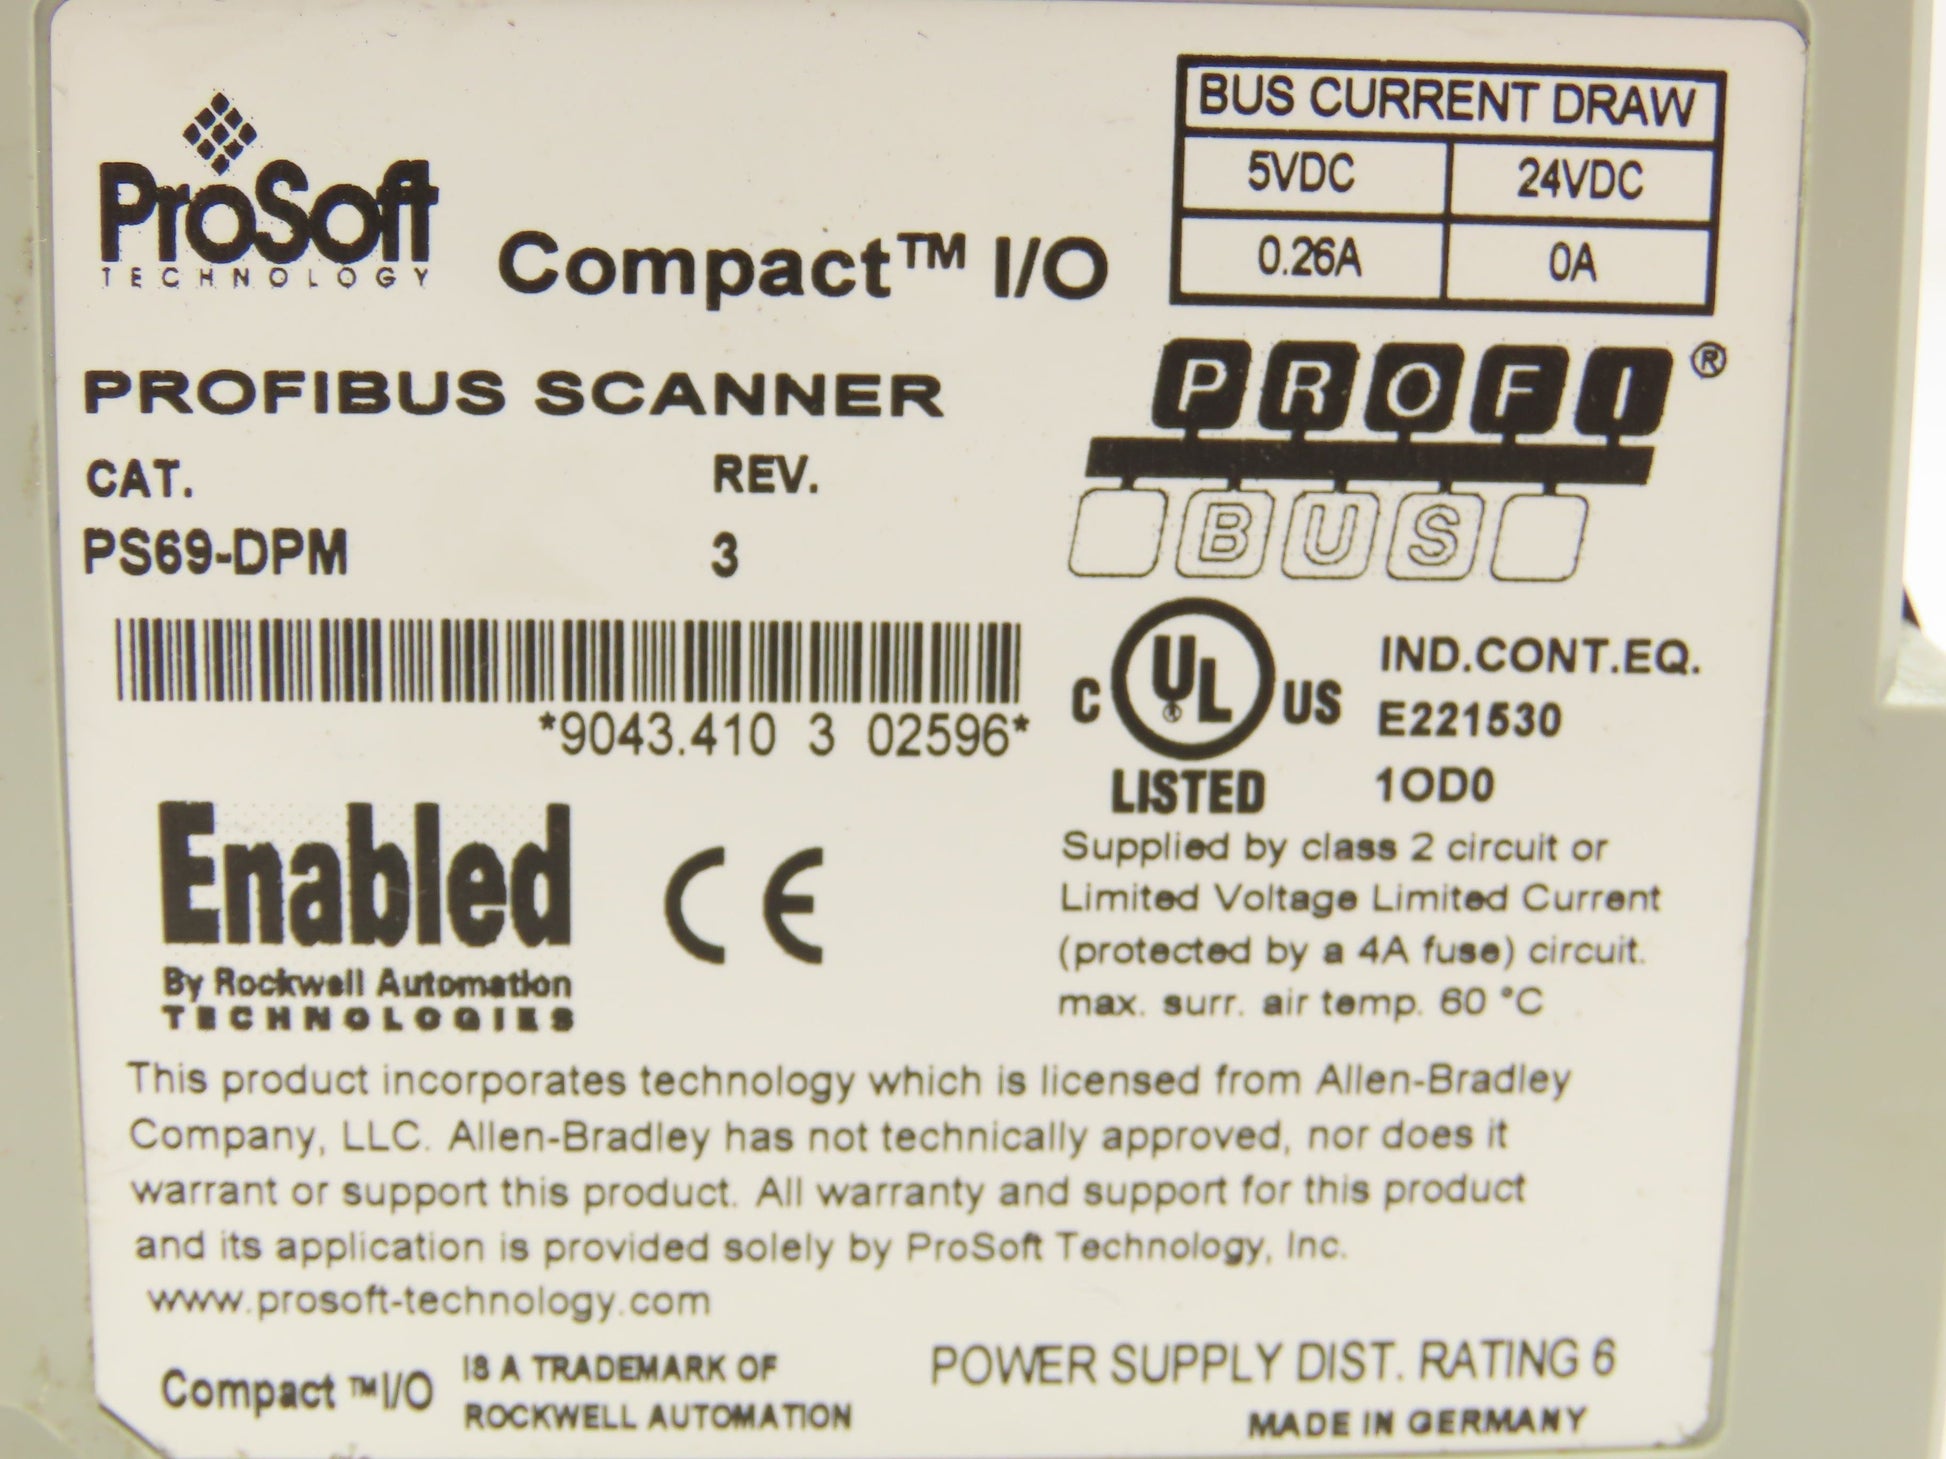 ProSoft
TECHNOLOGY
Compact™ I/O
BUS CURRENT DRAW
5VDC 24VDC
0.26A 0A
PROFIBUS SCANNER
CAT. REV.
PS69-DPM 3
PROFI®
BUS
*9043.410 3 02596*
C UL® US
LISTED
IND.CONT.EQ.
E221530
1OD0
Enabled
By Rockwell Automation
TECHNOLOGIES
CE
Supplied by class 2 circuit or
Limited Voltage Limited Current
(protected by a 4A fuse) circuit.
max. surr. air temp. 60 °C
This product incorporates technology which is licensed from Allen-Bradley
Company, LLC. Allen-Bradley has not technically approved, nor does it
warrant or support this product. All warranty and support for this product
and its application is provided solely by ProSoft Technology, Inc.
www.prosoft-technology.com
Compact ™I/O
IS A TRADEMARK OF
ROCKWELL AUTOMATION
POWER SUPPLY DIST. RATING 6
MADE IN GERMANY